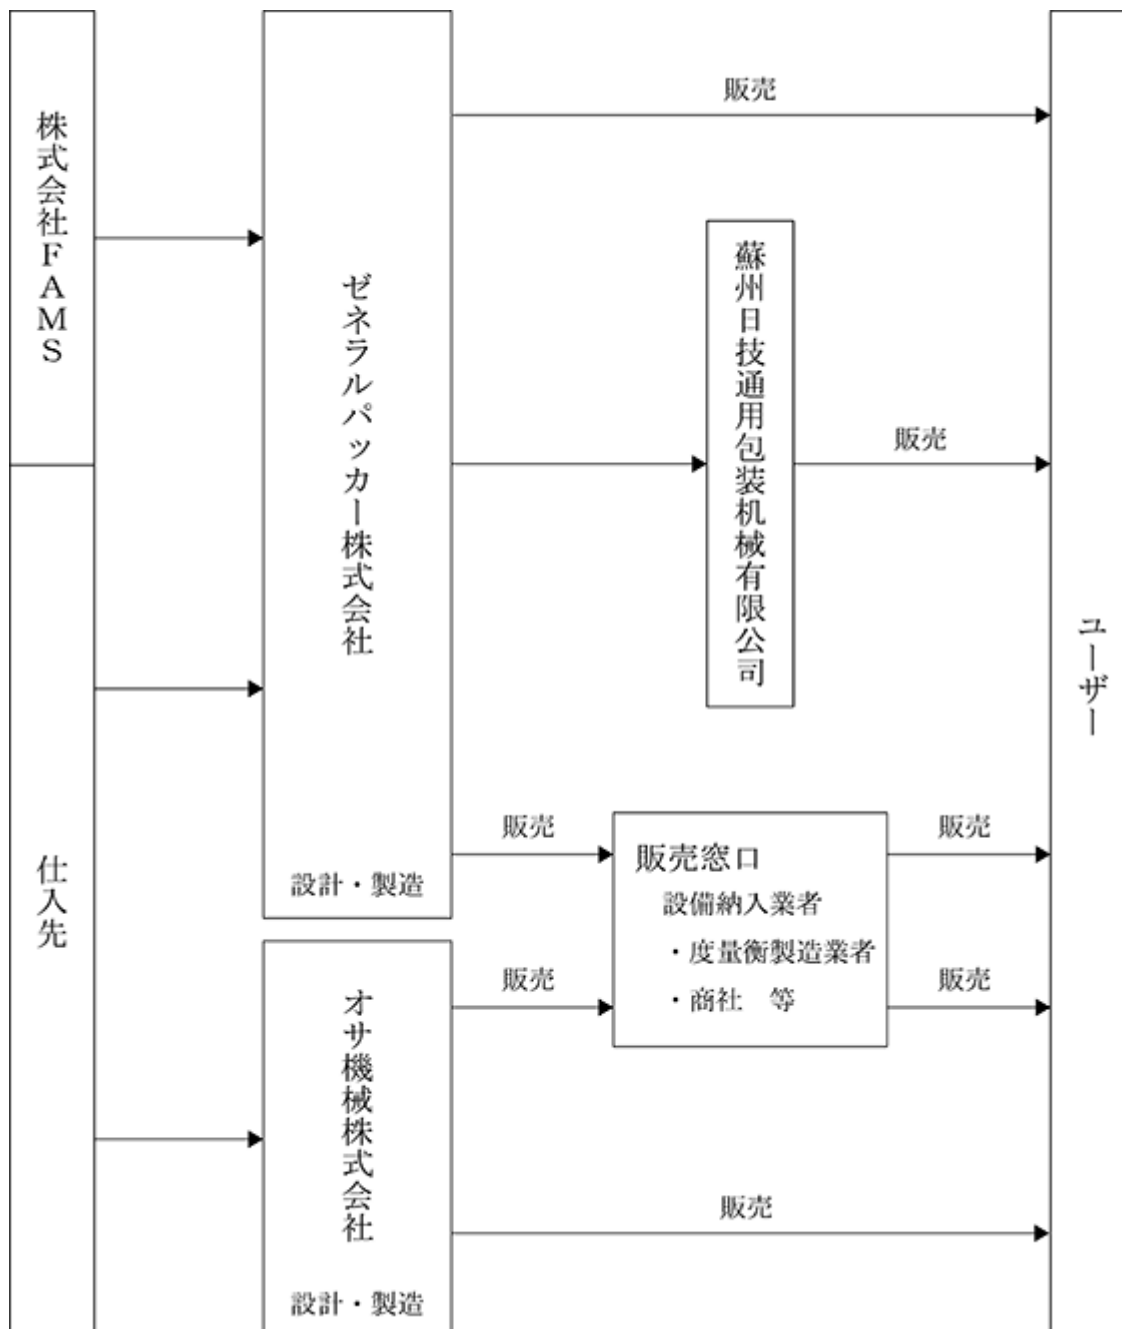 株式会社FAMS
仕入先
ゼネラルパッカー株式会社
設計・製造
オサ機械株式会社
設計・製造
販売
蘇州日技通用包装机械有限公司
販売
販売
販売窓口
設備納入業者
・度量衡製造業者
・商社　等
販売
販売
販売
販売
ユーザー